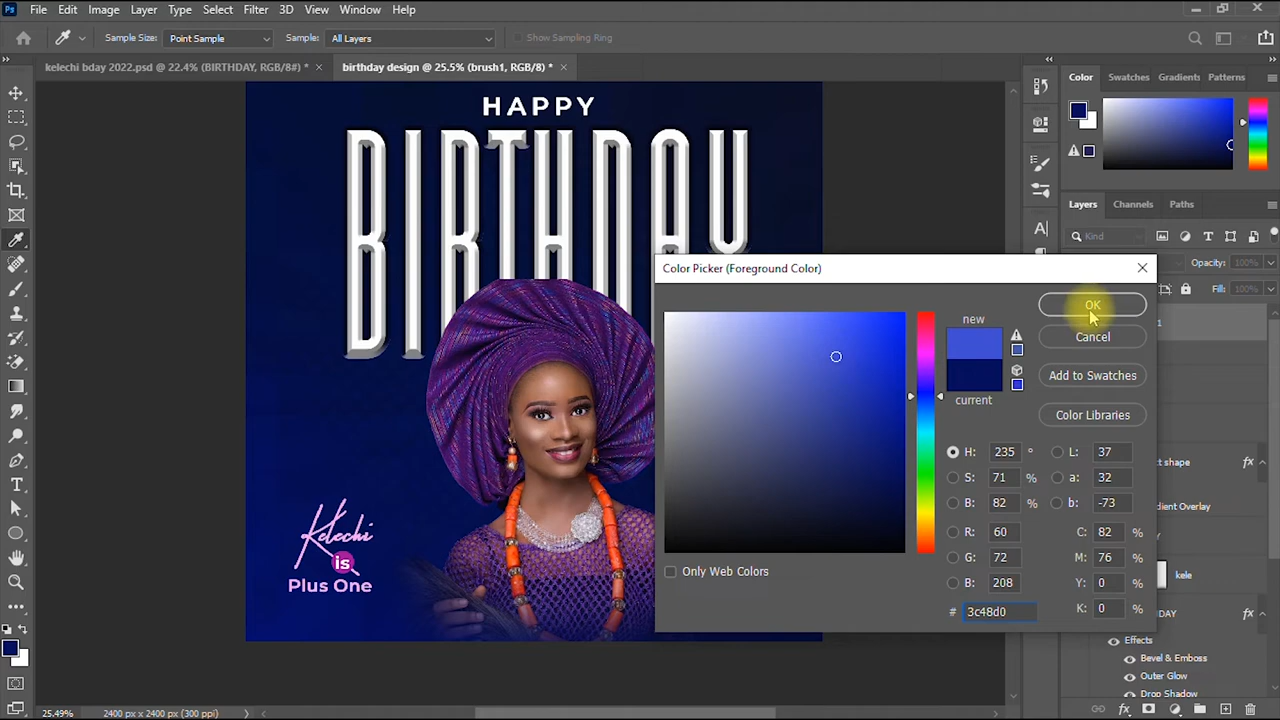 Ps File Edit Image Layer Type Select Filter 3D View Window Help
Sample Size: Point Sample Sample: All Layers Show Sampling Ring
kelechi bday 2022.psd @ 22.4% (BIRTHDAY, RGB/8#) * × birthday design @ 25.5% (brush1, RGB/8) * ×
Color Swatches Gradients Patterns
HAPPY
BIRTHDAY
Kelechi
is
Plus One
Layers Channels Paths
Kind
Opacity: 100%
Fill: 100%
Color Picker (Foreground Color)
new
current
OK
Cancel
Add to Swatches
Color Libraries
H: 235 ° L: 37
S: 71 % a: 32
B: 82 % b: -73
R: 60 C: 82 %
G: 72 M: 76 %
B: 208 Y: 0 %
# 3c48d0 K: 0 %
Only Web Colors
1
shape fx
Gradient Overlay
kele
DAY fx
Effects
Bevel & Emboss
Outer Glow
Drop Shadow
25.49% 2400 px x 2400 px (300 ppi)